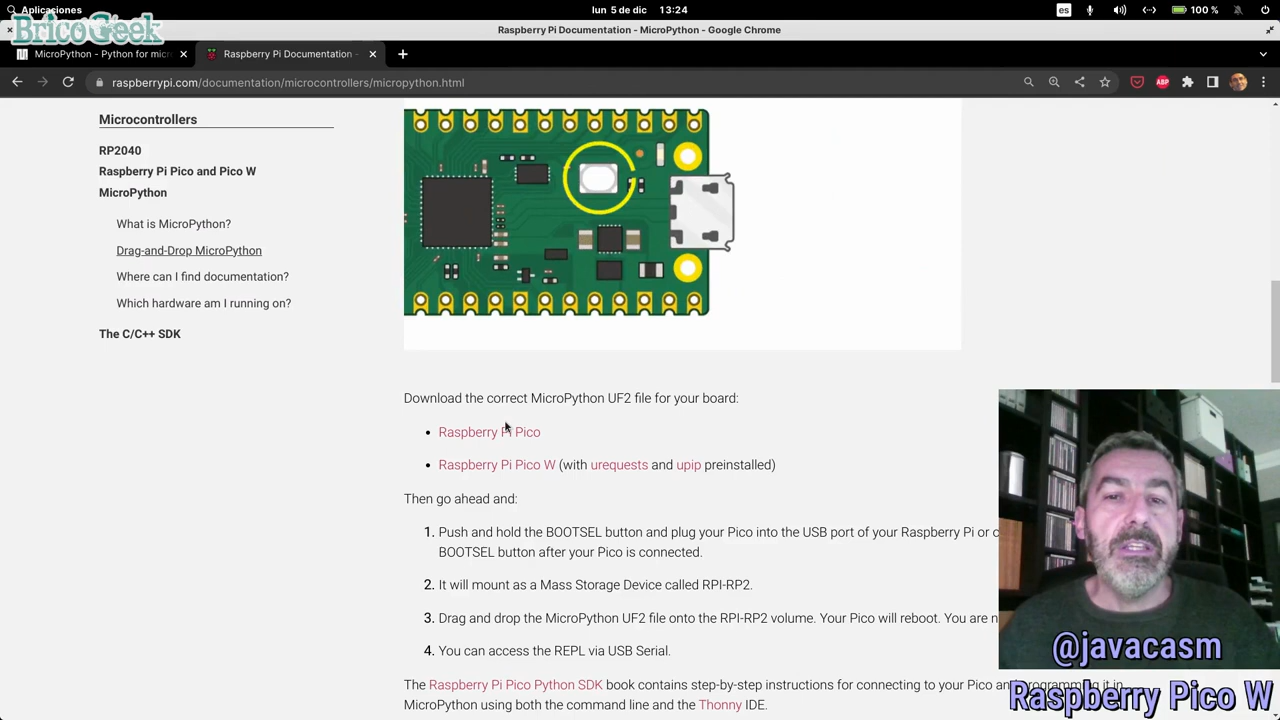 Aplicaciones
lun 5 de dic 13:24
es
100 %
BricoGeek
Raspberry Pi Documentation - MicroPython - Google Chrome
MicroPython - Python for micr
Raspberry Pi Documentation -
raspberrypi.com/documentation/microcontrollers/micropython.html
ABP
Microcontrollers
RP2040
Raspberry Pi Pico and Pico W
MicroPython
What is MicroPython?
Drag-and-Drop MicroPython
Where can I find documentation?
Which hardware am I running on?
The C/C++ SDK
Download the correct MicroPython UF2 file for your board:
• Raspberry Pi Pico
• Raspberry Pi Pico W (with urequests and upip preinstalled)
Then go ahead and:
1. Push and hold the BOOTSEL button and plug your Pico into the USB port of your Raspberry Pi or
BOOTSEL button after your Pico is connected.
2. It will mount as a Mass Storage Device called RPI-RP2.
3. Drag and drop the MicroPython UF2 file onto the RPI-RP2 volume. Your Pico will reboot. You are
4. You can access the REPL via USB Serial.
The Raspberry Pi Pico Python SDK book contains step-by-step instructions for connecting to your Pico and programming it in
MicroPython using both the command line and the Thonny IDE.
@javacasm
Raspberry Pico W